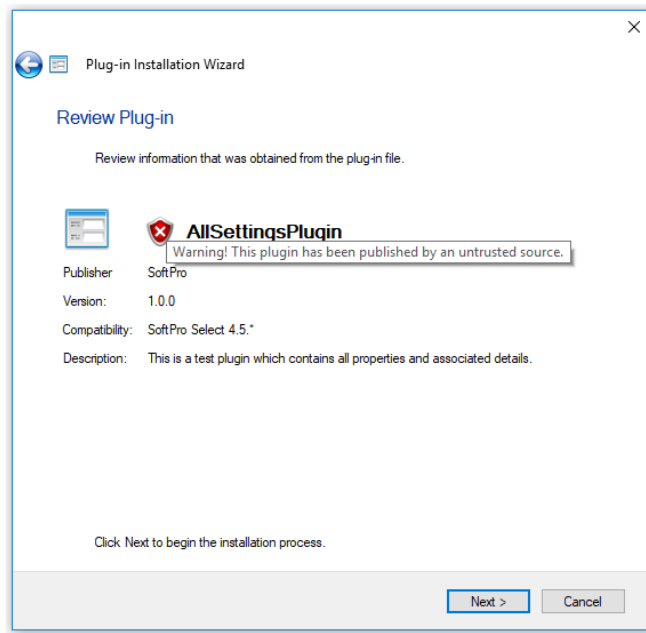 Plug-in Installation Wizard
Review Plug-in
Review information that was obtained from the plug-in file.
AllSettingsPlugin
Warning! This plugin has been published by an untrusted source.
Publisher SoftPro
Version: 1.0.0
Compatibility: SoftPro Select 4.5.*
Description: This is a test plugin which contains all properties and associated details.
Click Next to begin the installation process.
Next >
Cancel